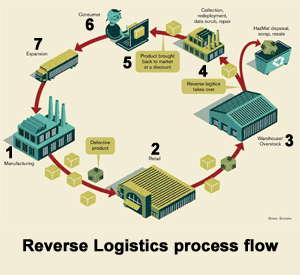 6
Consumer
Collection,
redeployment,
data scrub, repair
HazMat disposal,
scrap, resale
7
Expansion
5
Product brought
back to market
at a discount
4
Reverse logitics
takes over
Defective
product
1
Manufacturing
2
Retail
3
Warehouse/
Overstock
Reverse Logistics process flow